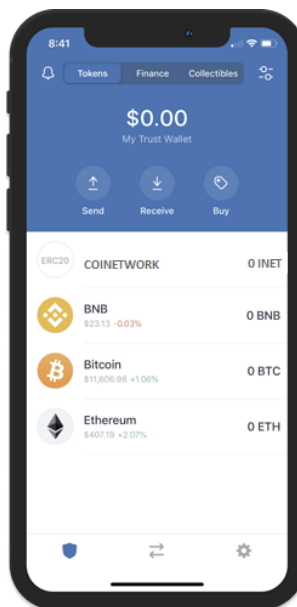 8:41
Tokens Finance Collectibles
$0.00
My Trust Wallet
Send Receive Buy
ERC20 COINETWORK 0 INET
BNB 0 BNB
$23.13 -0.03%
Bitcoin 0 BTC
$11,606.98 +1.06%
Ethereum 0 ETH
$407.19 +2.07%